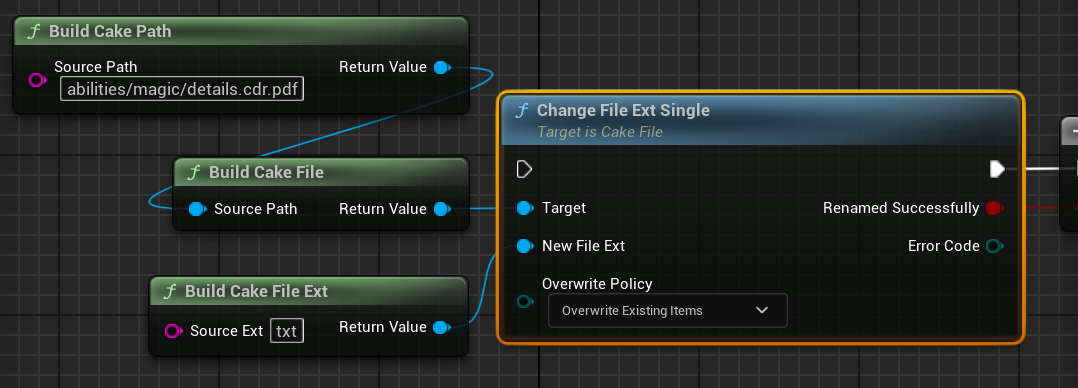 Build Cake Path
Source Path
Return Value
abilities/magic/details.cdr.pdf
Change File Ext Single
Target is Cake File
Build Cake File
Source Path
Return Value
Target
Renamed Successfully
New File Ext
Error Code
Build Cake File Ext
Overwrite Policy
Overwrite Existing Items
Source Ext
txt
Return Value